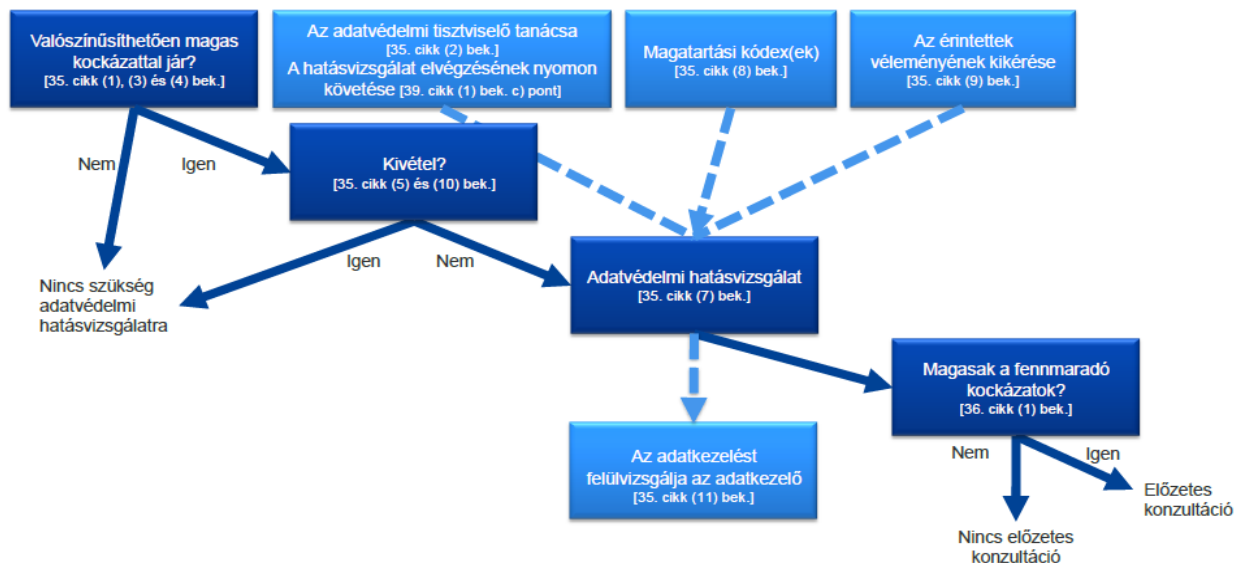 Valószínűsíthetően magas
kockázattal jár?
[35. cikk (1), (3) és (4) bek.]
Az adatvédelmi tisztviselő tanácsa
[35. cikk (2) bek.]
A hatásvizsgálat elvégzésének nyomon
követése [39. cikk (1) bek. c) pont]
Magatartási kódex(ek)
[35. cikk (8) bek.]
Az érintettek
véleményének kikérése
[35. cikk (9) bek.]
Nem
Igen
Kivétel?
[35. cikk (5) és (10) bek.]
Igen
Nem
Nincs szükség
adatvédelmi
hatásvizsgálatra
Adatvédelmi hatásvizsgálat
[35. cikk (7) bek.]
Magasak a fennmaradó
kockázatok?
[36. cikk (1) bek.]
Az adatkezelést
felülvizsgálja az adatkezelő
[35. cikk (11) bek.]
Nem
Igen
Előzetes
konzultáció
Nincs előzetes
konzultáció